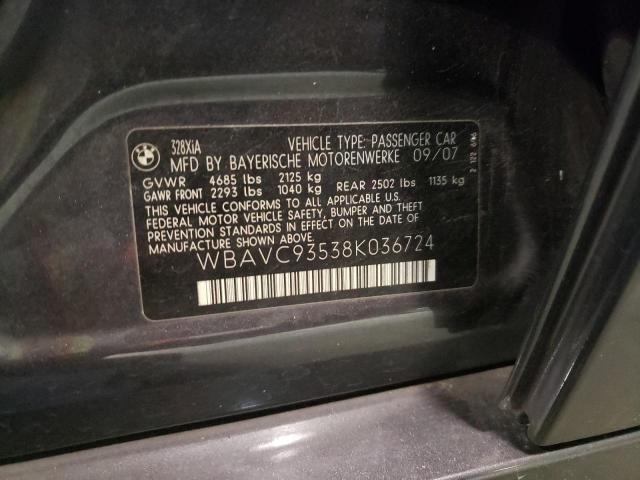 328XiA VEHICLE TYPE: PASSENGER CAR
MFD BY BAYERISCHE MOTORENWERKE 09/07
GVWR 4685 lbs 2125 kg
GAWR FRONT 2293 lbs 1040 kg REAR 2502 lbs 1135 kg
THIS VEHICLE CONFORMS TO ALL APPLICABLE U.S.
FEDERAL MOTOR VEHICLE SAFETY, BUMPER AND THEFT
PREVENTION STANDARDS IN EFFECT ON THE DATE OF
MANUFACTURE SHOWN ABOVE.
WBAVC93538K036724